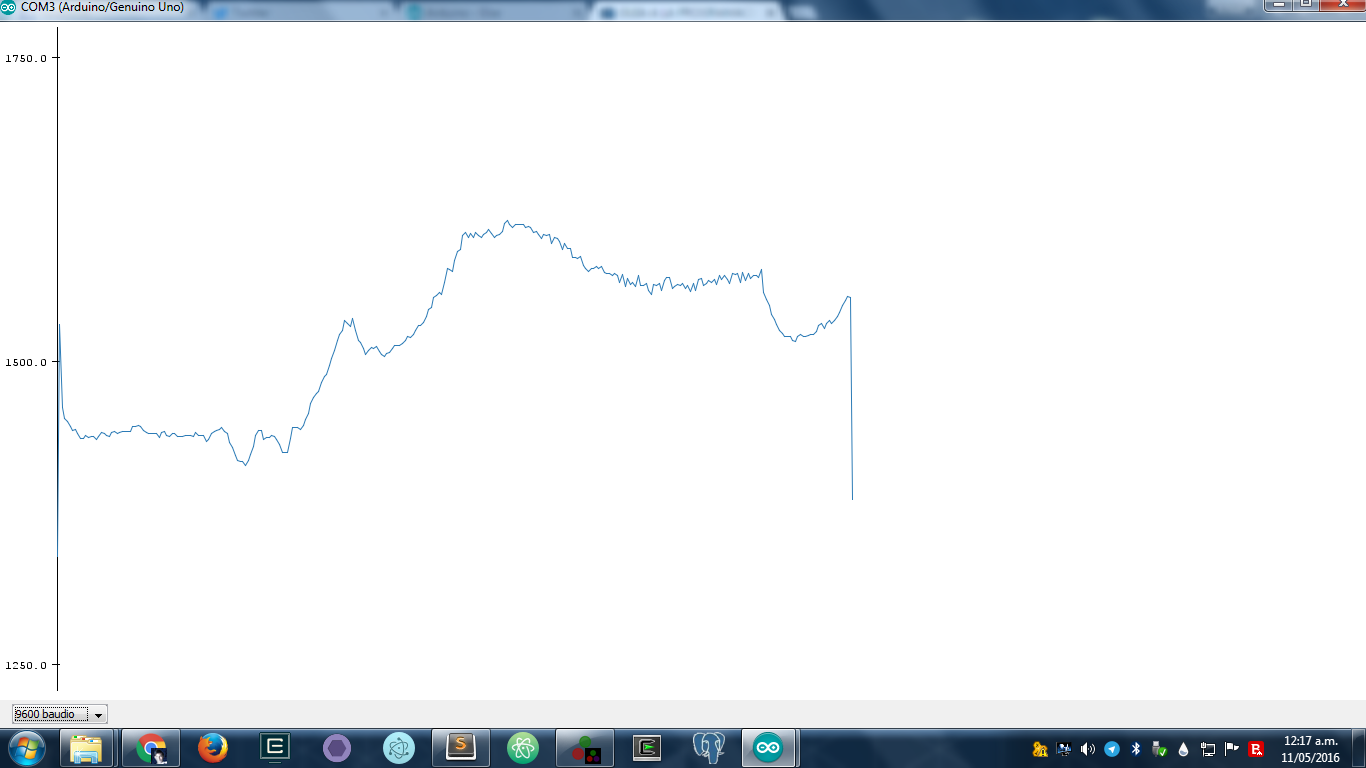 COM3 (Arduino/Genuino Uno)
1750.0
1500.0
1250.0
9600 baudio
12:17 a.m.
11/05/2016